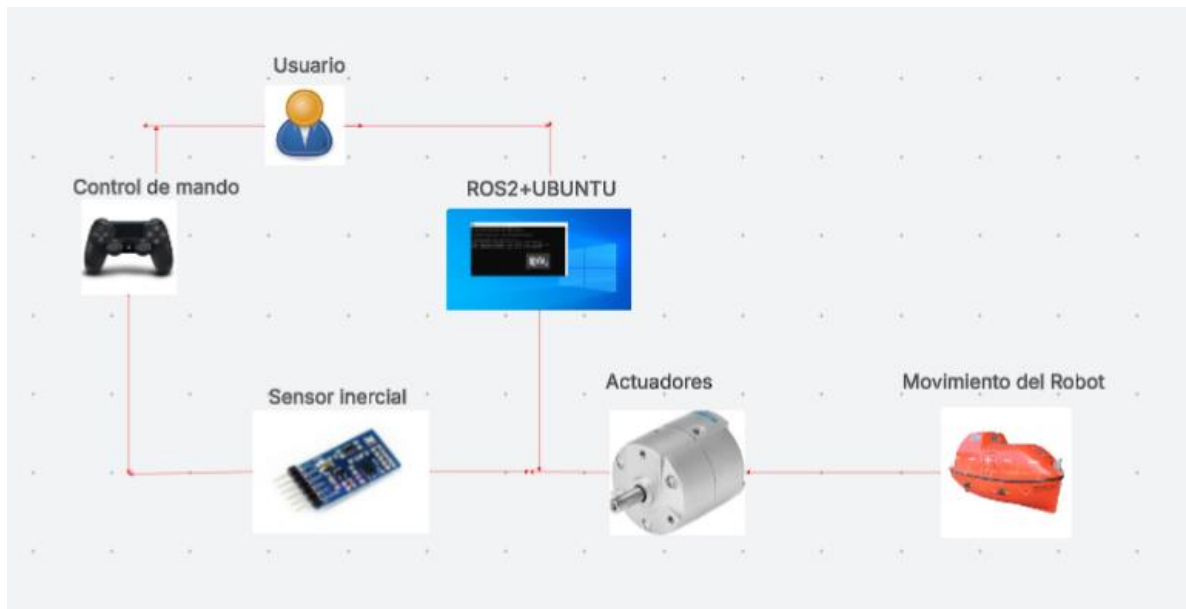 Usuario
Control de mando
ROS2+UBUNTU
Sensor inercial
Actuadores
Movimiento del Robot